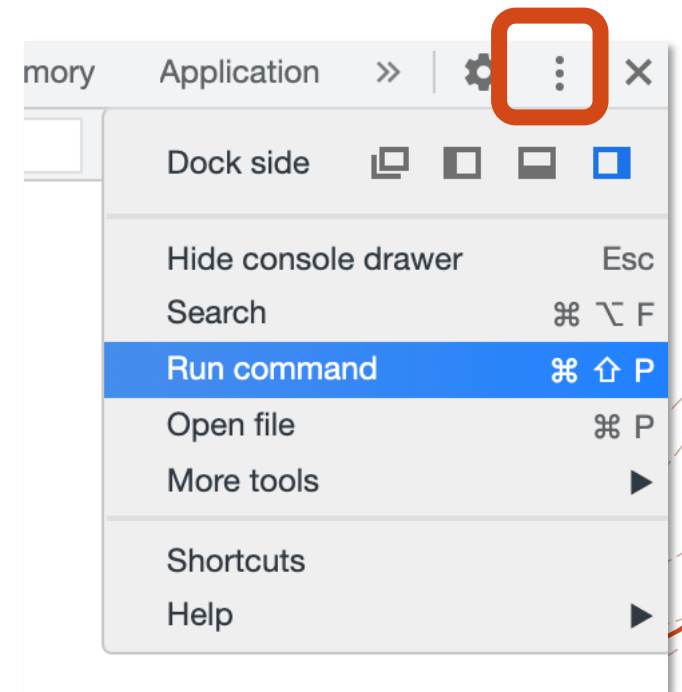 mory Application »
Dock side
Hide console drawer Esc
Search ⌘ ⌥ F
Run command ⌘ ⇧ P
Open file ⌘ P
More tools ▶
Shortcuts
Help ▶